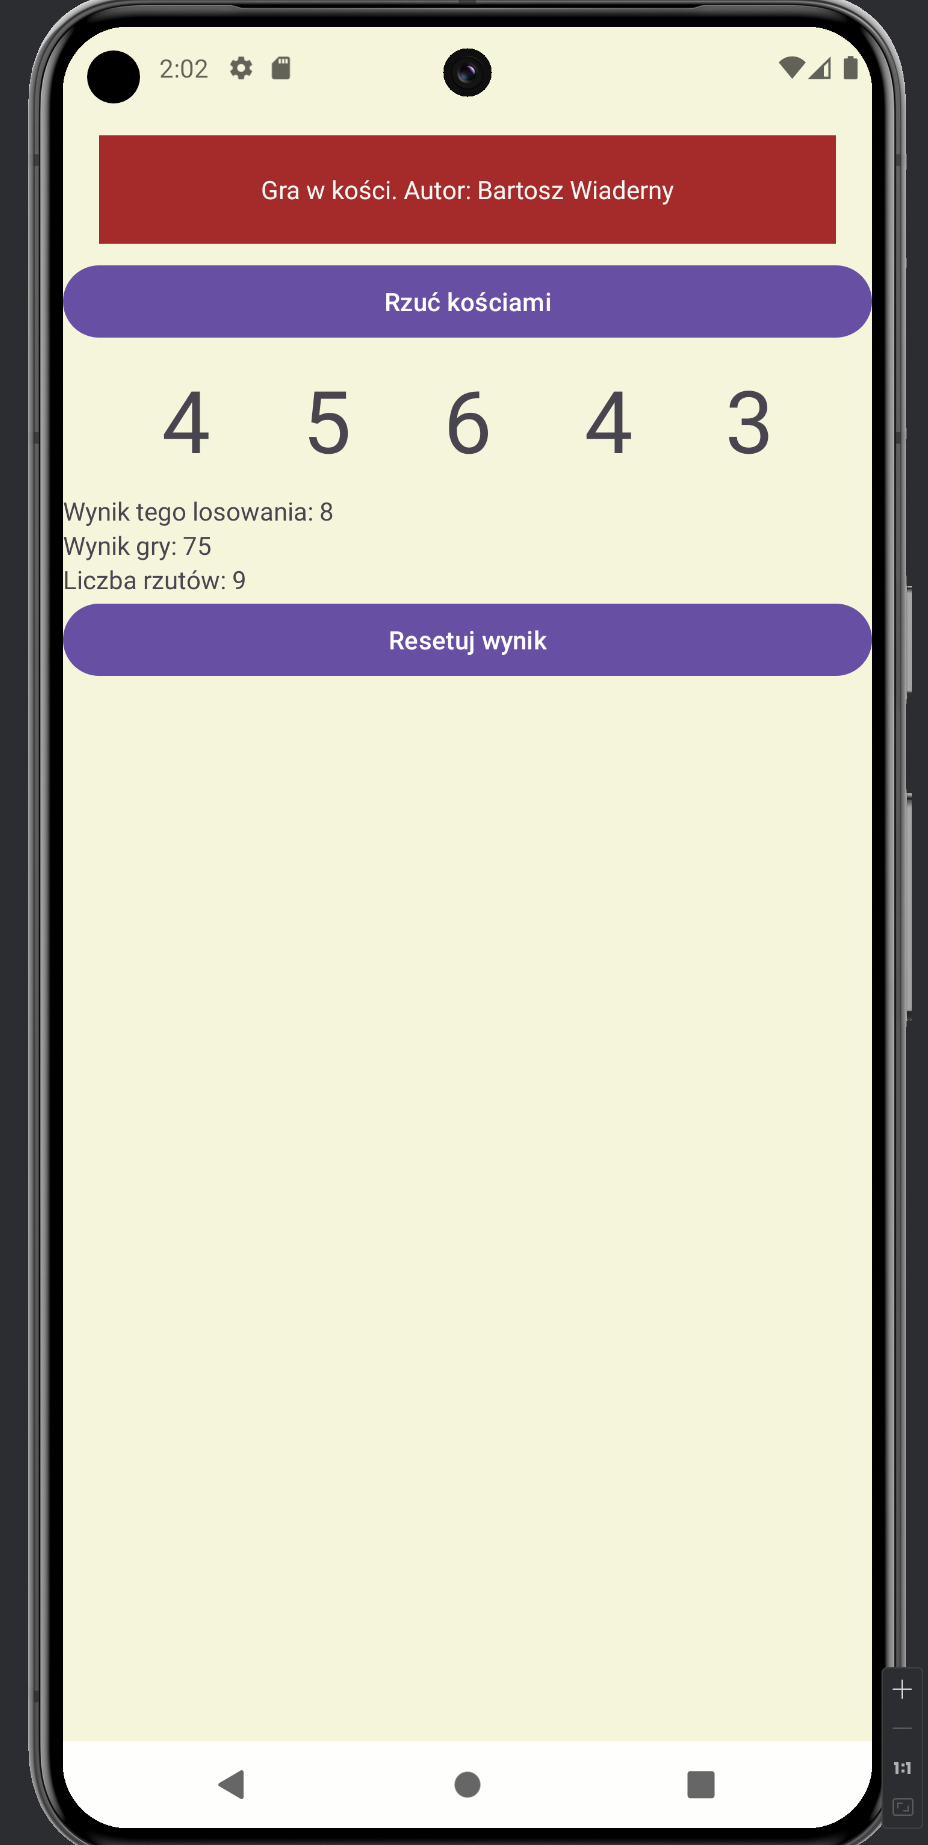 2:02
Gra w kości. Autor: Bartosz Wiaderny
Rzuć kościami
4 5 6 4 3
Wynik tego losowania: 8
Wynik gry: 75
Liczba rzutów: 9
Resetuj wynik
1:1